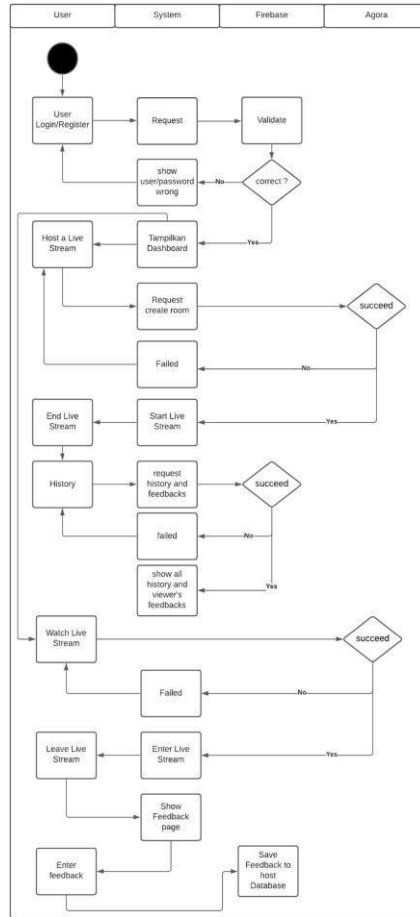 User
System
Firebase
Agora
User
Login/Register
Request
Validate
show
user/password
wrong
No
correct ?
Host a Live
Stream
Tampilkan
Dashboard
Yes
Request
create room
succeed
Failed
No
End Live
Stream
Start Live
Stream
Yes
History
request
history and
feedbacks
succeed
failed
No
show all
history and
viewer's
feedbacks
Yes
Watch Live
Stream
succeed
Failed
No
Leave Live
Stream
Enter Live
Stream
Yes
Show
Feedback
page
Enter
feedback
Save
Feedback to
host
Database